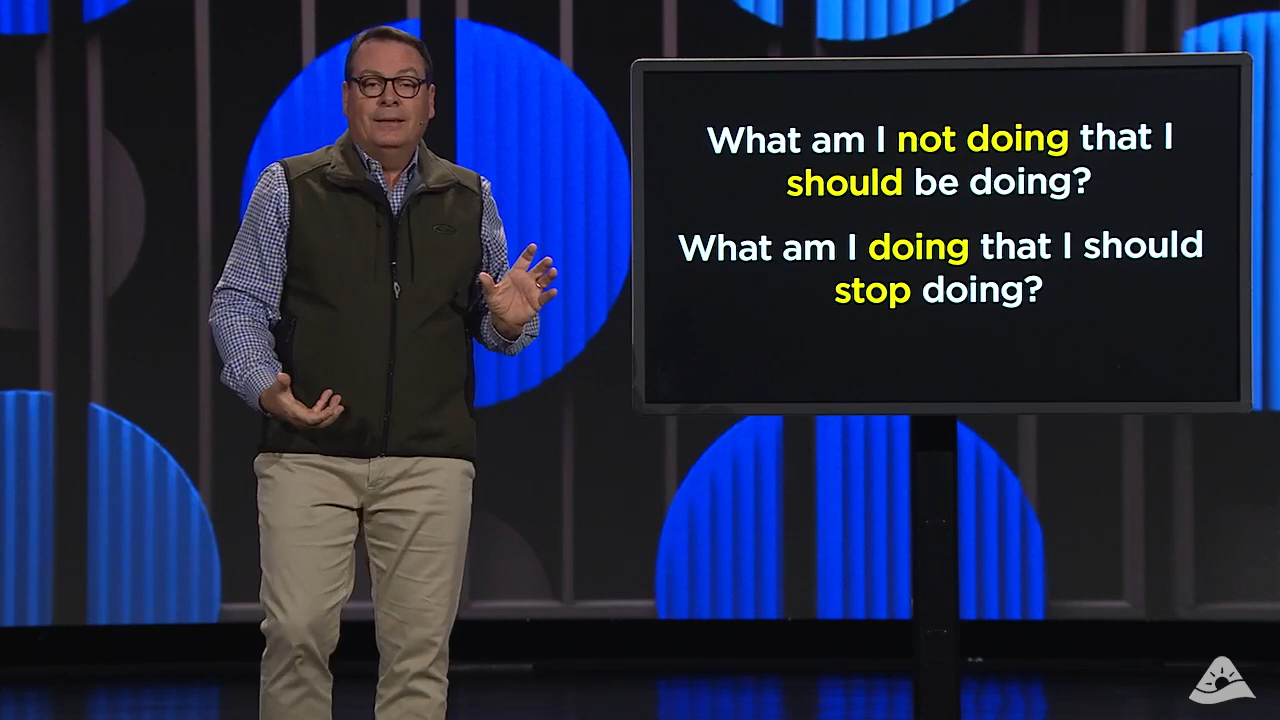 What am I not doing that I
should be doing?
What am I doing that I should
stop doing?